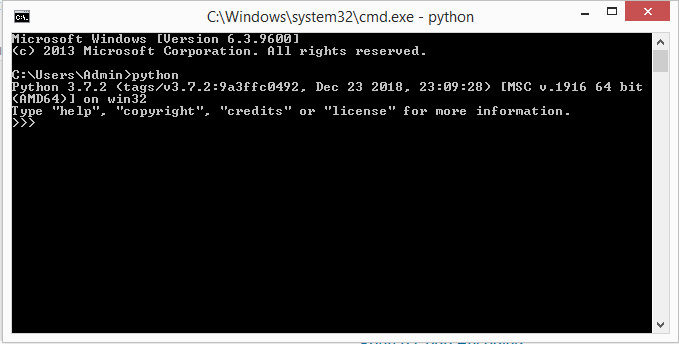 C:\Windows\system32\cmd.exe - python
Microsoft Windows [Version 6.3.9600]
(c) 2013 Microsoft Corporation. All rights reserved.
C:\Users\Admin>python
Python 3.7.2 (tags/v3.7.2:9a3ffc0492, Dec 23 2018, 23:09:28) [MSC v.1916 64 bit
(AMD64)] on win32
Type "help", "copyright", "credits" or "license" for more information.
>>>